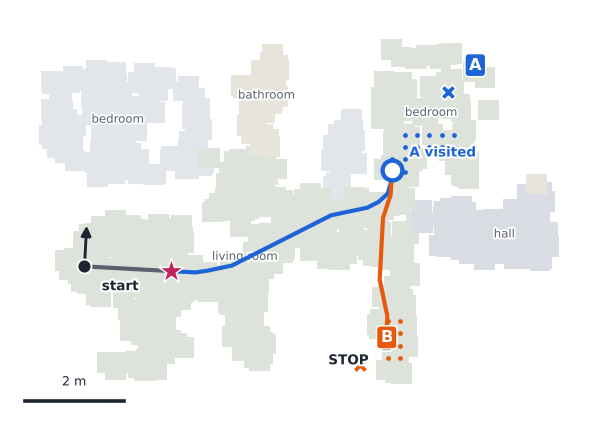 A
bathroom
bedroom
bedroom
A visited
hall
living room
start
B
STOP
2 m